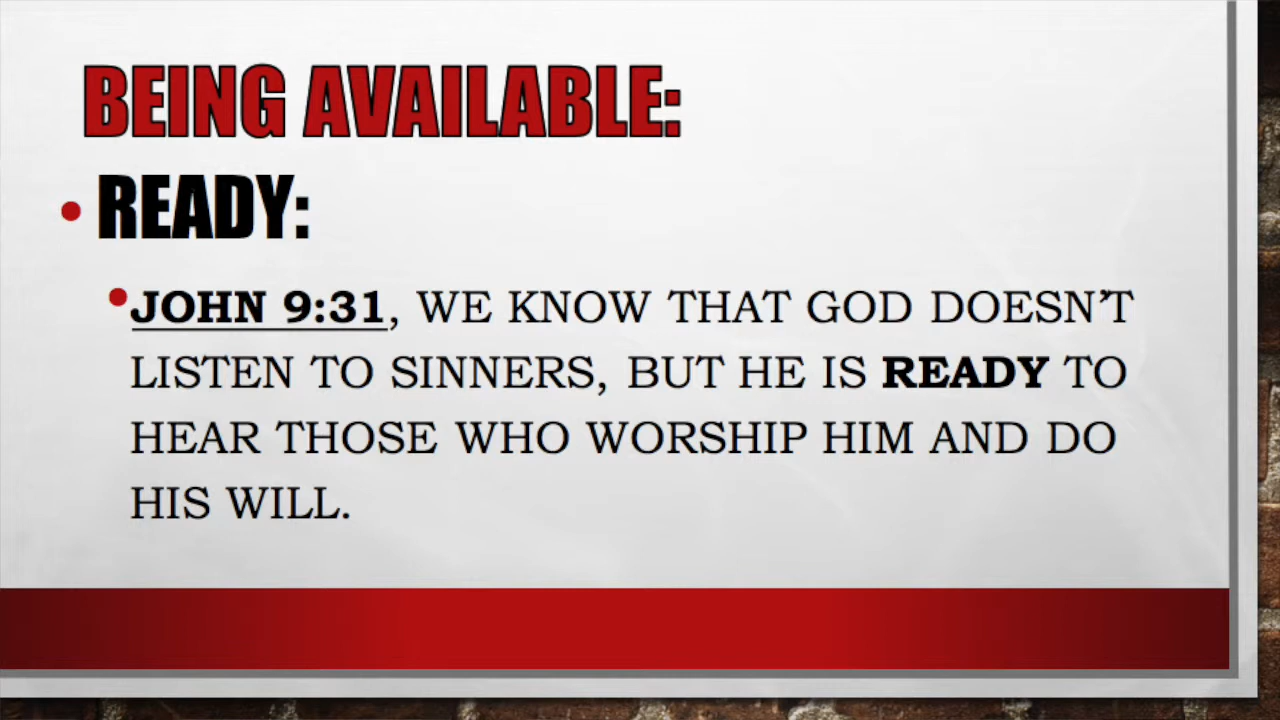 BEING AVAILABLE:
• READY:
• JOHN 9:31, WE KNOW THAT GOD DOESN'T
LISTEN TO SINNERS, BUT HE IS READY TO
HEAR THOSE WHO WORSHIP HIM AND DO
HIS WILL.